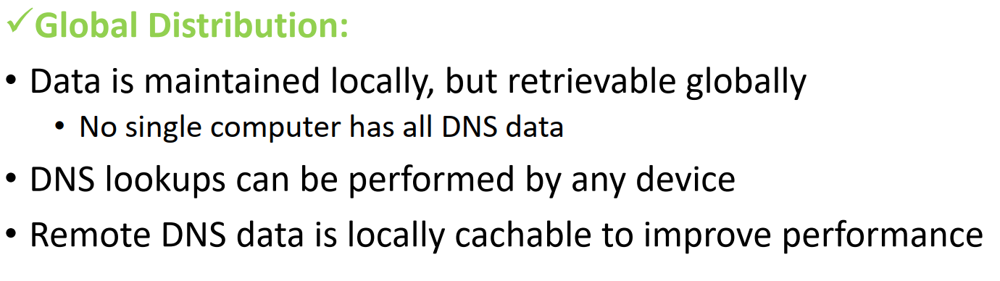 ✓Global Distribution:
• Data is maintained locally, but retrievable globally
• No single computer has all DNS data
• DNS lookups can be performed by any device
• Remote DNS data is locally cachable to improve performance